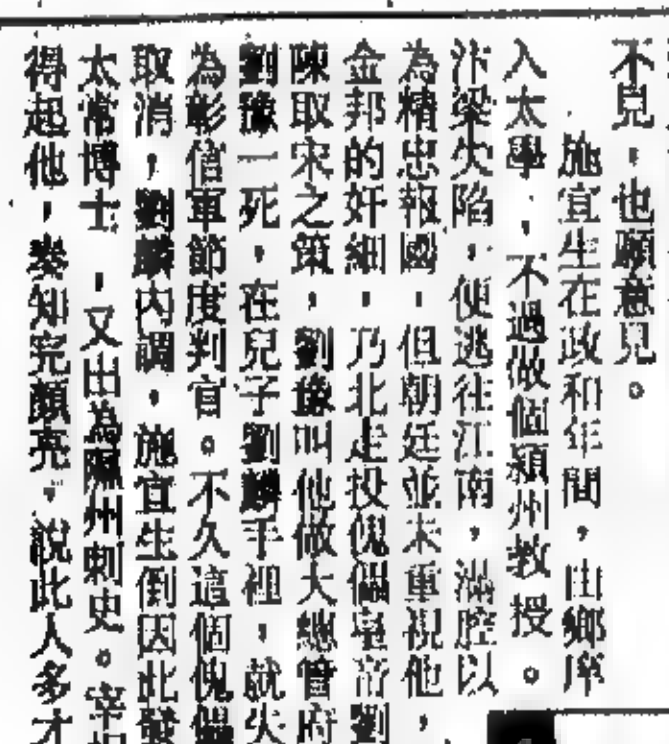 不見，也願意見。
施宜生在政和年間，由鄉庠
入太學，不過做個潁州教授。
汴梁失陷，便逃往江南，滿腔以
為精忠報國，但朝廷並未重視他，
金邦的奸細，乃北走投傀儡皇帝劉
陳取宋之策，劉豫叫他做大總管府
劉豫一死，在兒子劉麟手裡，就失
為彰信軍節度判官。不久這個傀儡
取消，劉麟內調，施宜生倒因此發
太常博士，又出為隰州刺史。宰相
得起他，奏知完顏亮，說此人多才